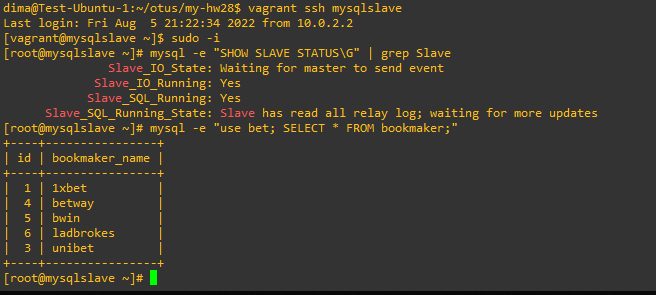 dima@Test-Ubuntu-1:~/otus/my-hw28$ vagrant ssh mysqlslave
Last login: Fri Aug  5 21:22:34 2022 from 10.0.2.2
[vagrant@mysqlslave ~]$ sudo -i
[root@mysqlslave ~]# mysql -e "SHOW SLAVE STATUS\G" | grep Slave
               Slave_IO_State: Waiting for master to send event
             Slave_IO_Running: Yes
            Slave_SQL_Running: Yes
      Slave_SQL_Running_State: Slave has read all relay log; waiting for more updates
[root@mysqlslave ~]# mysql -e "use bet; SELECT * FROM bookmaker;"
+----+----------------+
| id | bookmaker_name |
+----+----------------+
|  1 | 1xbet          |
|  4 | betway         |
|  5 | bwin           |
|  6 | ladbrokes      |
|  3 | unibet         |
+----+----------------+
[root@mysqlslave ~]#